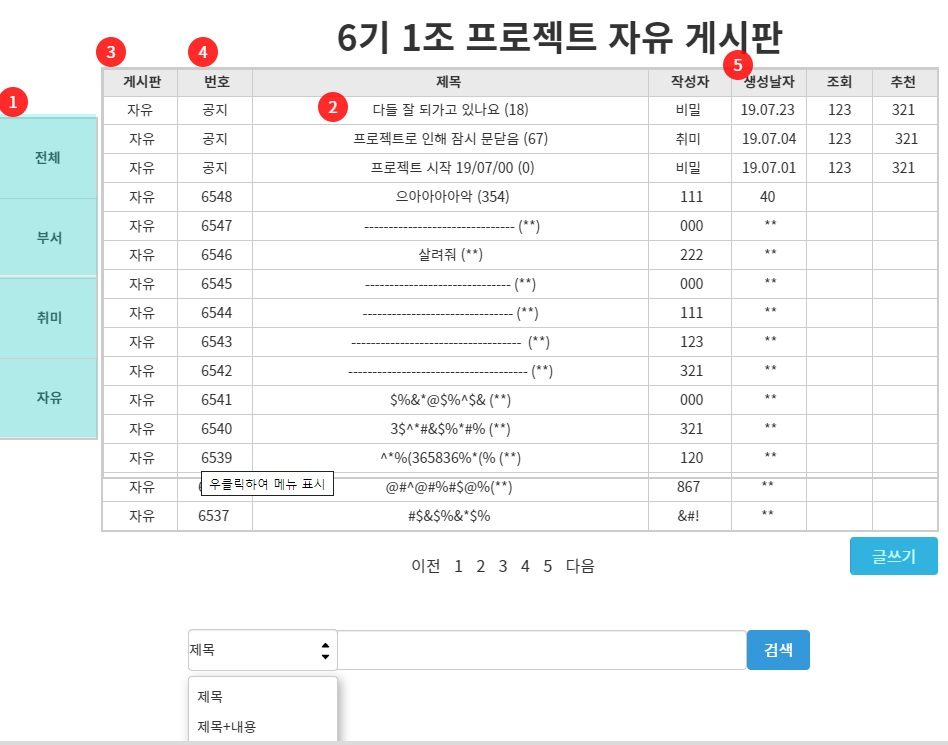 6기 1조 프로젝트 자유 게시판
3 4 5
게시판 번호 제목 작성자 생성날자 조회 추천
1
자유 공지 2 다들 잘 되가고 있나요 (18) 비밀 19.07.23 123 321
자유 공지 프로젝트로 인해 잠시 문닫음 (67) 취미 19.07.04 123 321
전체
자유 공지 프로젝트 시작 19/07/00 (0) 비밀 19.07.01 123 321
자유 6548 으아아아아악 (354) 111 40
자유 6547 ------------------------------- (**) 000 **
부서
자유 6546 살려줘 (**) 222 **
자유 6545 ------------------------------ (**) 000 **
자유 6544 ------------------------------- (**) 111 **
취미
자유 6543 ----------------------------------- (**) 123 **
자유 6542 ------------------------------------- (**) 321 **
자유
자유 6541 $%&*@$%^$& (**) 000 **
자유 6540 3$^*#&$%*#% (**) 321 **
자유 6539 ^*%(365836%*(% (**) 120 **
우클릭하여 메뉴 표시
자유 @#^@#%#$@%(**) 867 **
자유 6537 #$&$%&*$% &#! **
글쓰기
이전 1 2 3 4 5 다음
제목 검색
제목
제목+내용